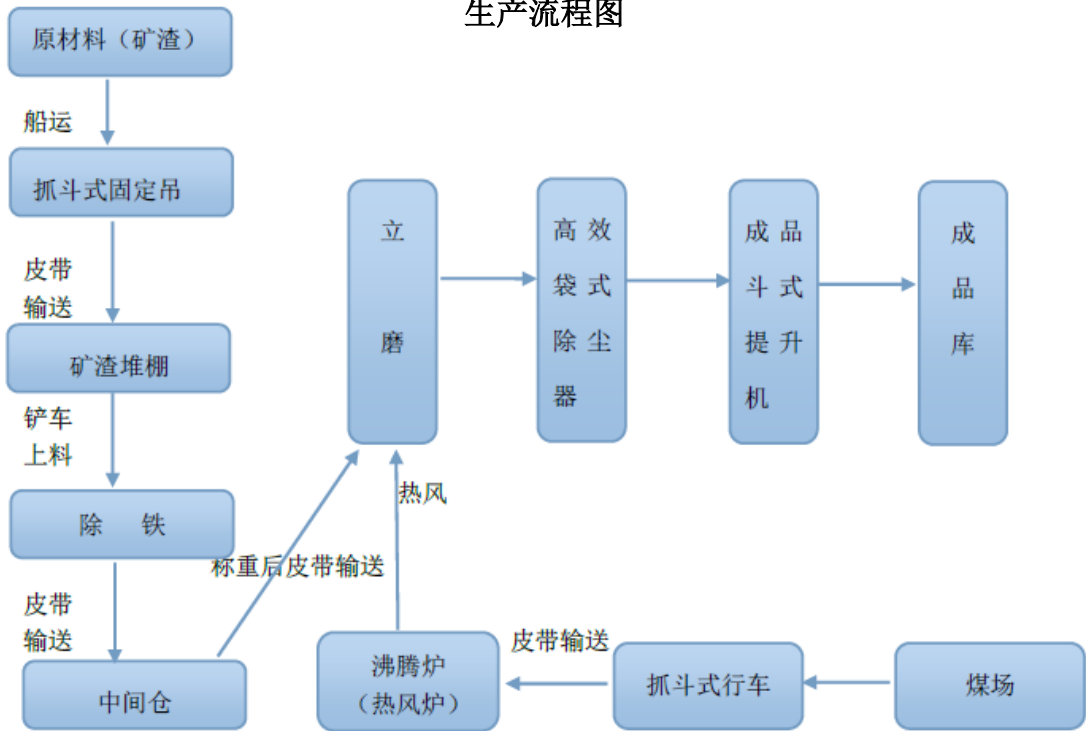 生产流程图
原材料（矿渣）
船运
抓斗式固定吊
皮带
输送
矿渣堆棚
铲车
上料
除 铁
皮带
输送
中间仓
称重后皮带输送
立
磨
热风
沸腾炉
（热风炉）
皮带输送
抓斗式行车
煤场
高 效
袋 式
除 尘
器
成 品
斗 式
提 升
机
成
品
库